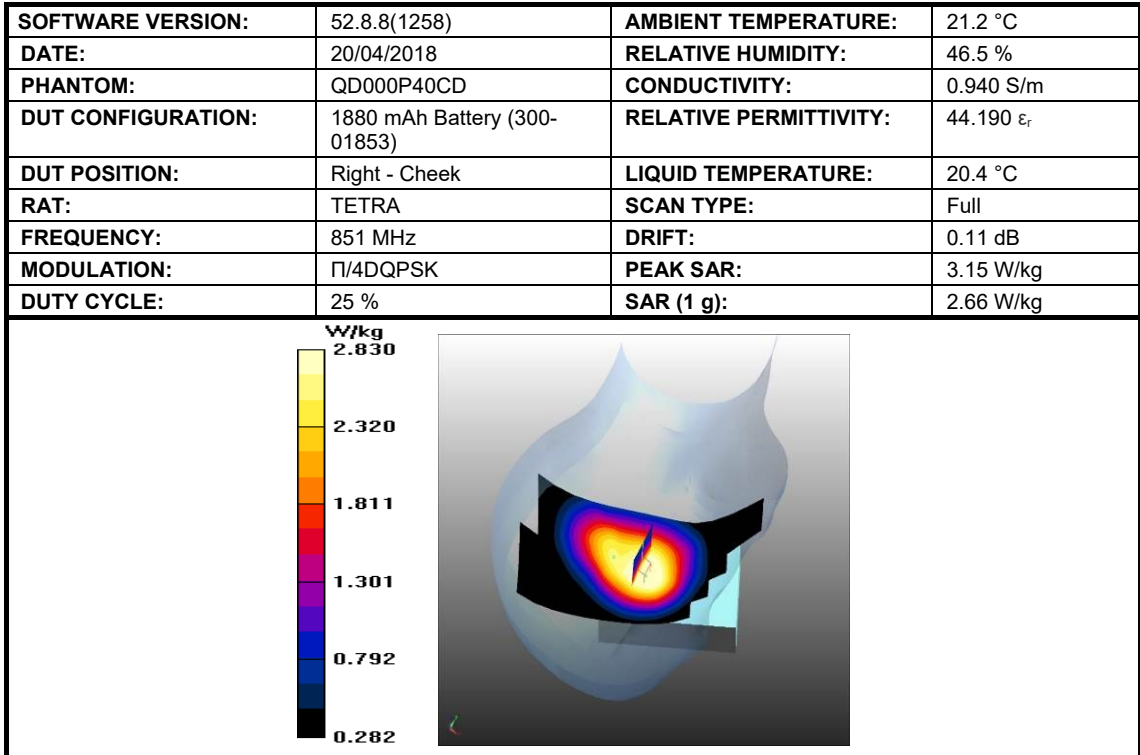 SOFTWARE VERSION: 52.8.8(1258) AMBIENT TEMPERATURE: 21.2 °C
DATE: 20/04/2018 RELATIVE HUMIDITY: 46.5 %
PHANTOM: QD000P40CD CONDUCTIVITY: 0.940 S/m
DUT CONFIGURATION: 1880 mAh Battery (300- RELATIVE PERMITTIVITY: 44.190 εr
01853)
DUT POSITION: Right - Cheek LIQUID TEMPERATURE: 20.4 °C
RAT: TETRA SCAN TYPE: Full
FREQUENCY: 851 MHz DRIFT: 0.11 dB
MODULATION: Π/4DQPSK PEAK SAR: 3.15 W/kg
DUTY CYCLE: 25 % SAR (1 g): 2.66 W/kg
W/kg
2.830
2.320
1.811
1.301
0.792
0.282